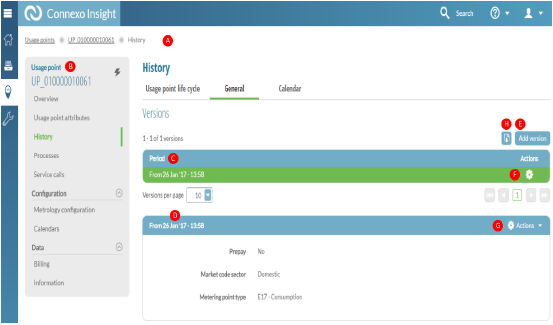 Connexo Insight
Search
?
Usage points UP_010000010061 History A
Usage point B
UP_010000010061
Overview
Usage point attributes
History
Processes
Service calls
Configuration
Metrology configuration
Calendars
Data
Billing
Information
History
Usage point life cycle General Calendar
Versions
H E
1 - 1 of 1 versions Add version
Period C Actions
From 26 Jan '17 - 13:58 F
Versions per page 10 1
D
From 26 Jan '17 - 13:58 G Actions
Prepay No
Market code sector Domestic
Metering point type E17 - Consumption